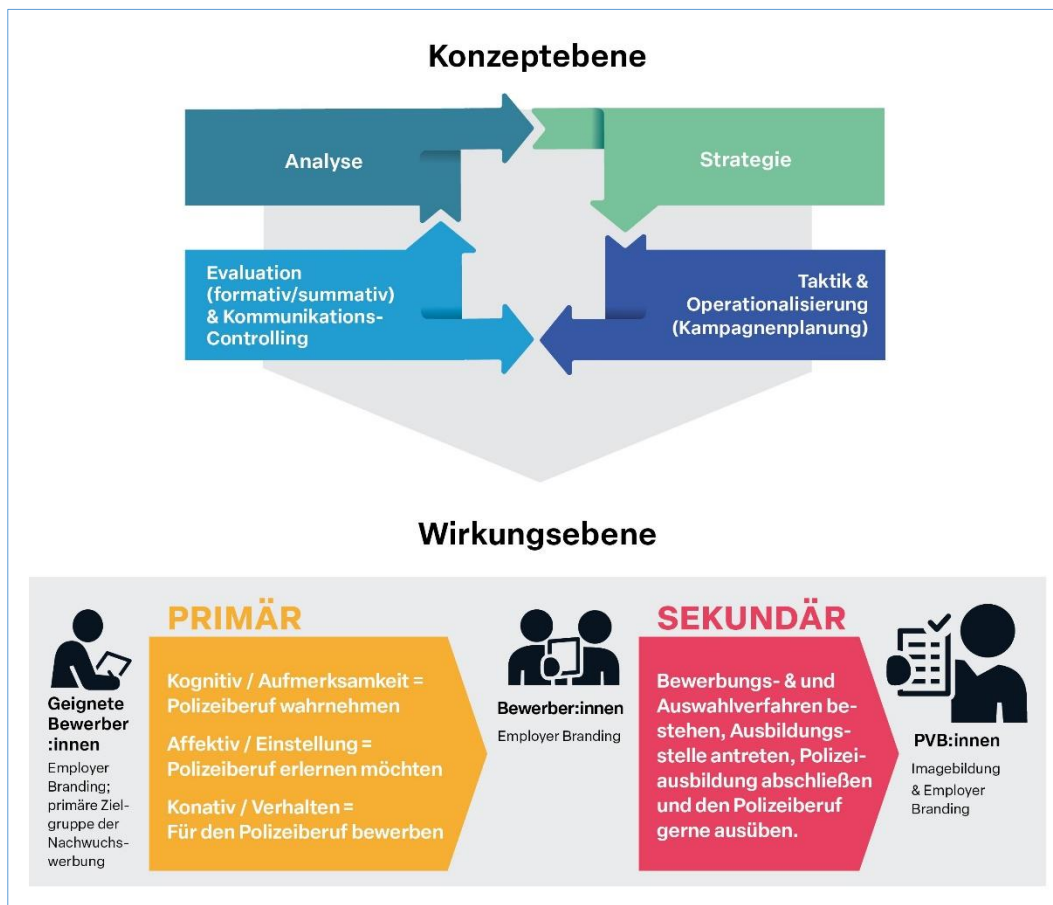 Konzeptebene
Analyse
Strategie
Evaluation
(formativ/summativ)
& Kommunikations-
Controlling
Taktik &
Operationalisierung
(Kampagnenplanung)
Wirkungsebene
Geignete
Bewerber
:innen
Employer
Branding;
primäre Ziel-
gruppe der
Nachwuchs-
werbung
PRIMÄR
Kognitiv / Aufmerksamkeit =
Polizeiberuf wahrnehmen
Affektiv / Einstellung =
Polizeiberuf erlernen möchten
Konativ / Verhalten =
Für den Polizeiberuf bewerben
Bewerber:innen
Employer Branding
SEKUNDÄR
Bewerbungs- & und
Auswahlverfahren be-
stehen, Ausbildungs-
stelle antreten, Polizei-
ausbildung abschließen
und den Polizeiberuf
gerne ausüben.
PVB:innen
Imagebildung
& Employer
Branding